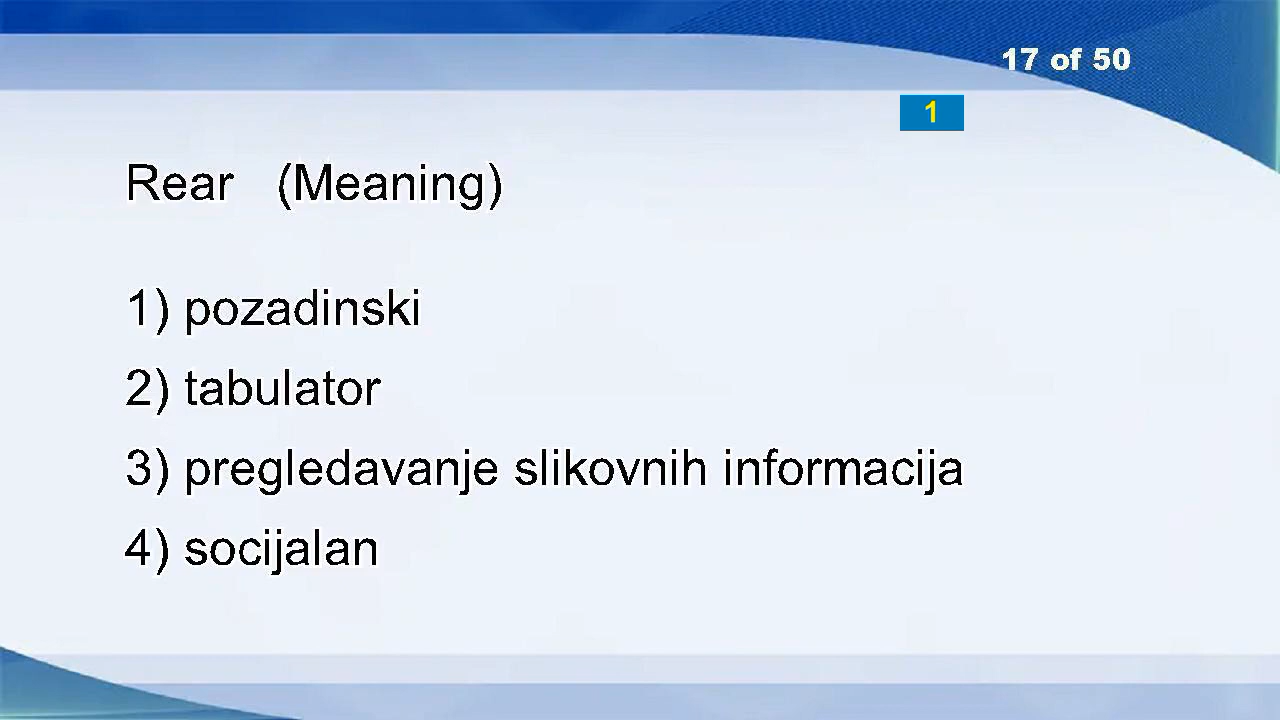 17 of 50
1
Rear (Meaning)
1) pozadinski
2) tabulator
3) pregledavanje slikovnih informacija
4) socijalan